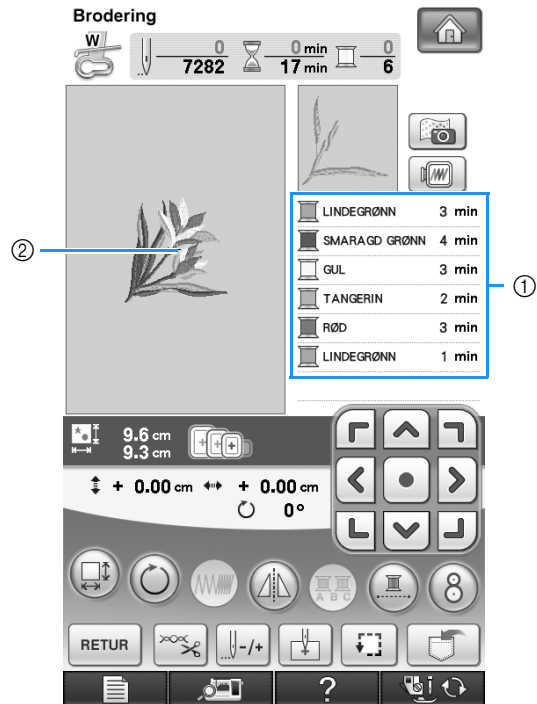 Brodering
W
0 0 min 0
7282 17 min 6
LINDEGRØNN 3 min
SMARAGD GRØNN 4 min
② GUL 3 min
①
TANGERIN 2 min
RØD 3 min
LINDEGRØNN 1 min
9.6 cm
9.3 cm
+ 0.00 cm + 0.00 cm
0°
A B C
8
RETUR
-/+
?